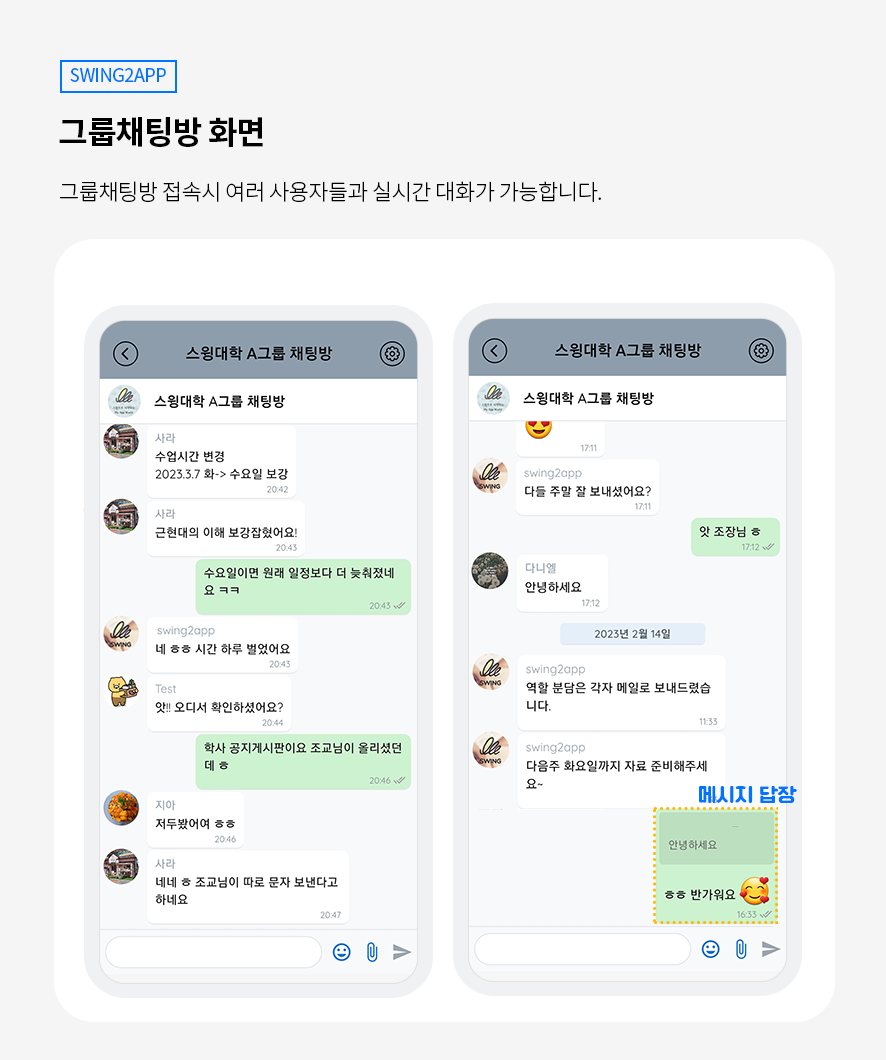 SWING2APP
그룹채팅방 화면
그룹채팅방 접속시 여러 사용자들과 실시간 대화가 가능합니다.
스윙대학 A그룹 채팅방
스윙대학 A그룹 채팅방
사라
수업시간 변경
2023.3.7 화-> 수요일 보강
20:42
사라
근현대의 이해 보강잡혔어요!
20:43
수요일이면 원래 일정보다 더 늦춰졌네
요 ㅋㅋ
20:43
SWING
swing2app
네 ㅎㅎ 시간 하루 벌었어요
20:43
Test
앗!! 오디서 확인하셨어요?
20:44
학사 공지게시판이요 조교님이 올리셨던
데 ㅎ
20:46
지아
저두봤어여 ㅎㅎ
20:46
사라
네네 ㅎ 조교님이 따로 문자 보낸다고
하네요
20:47
스윙대학 A그룹 채팅방
스윙대학 A그룹 채팅방
17:11
SWING
swing2app
다들 주말 잘 보내셨어요?
17:11
앗 조장님 ㅎ
17:12
다니엘
안녕하세요
17:12
2023년 2월 14일
SWING
swing2app
역할 분담은 각자 메일로 보내드렸습
니다.
11:33
SWING
swing2app
다음주 화요일까지 자료 준비해주세
요~
메시지 답장
안녕하세요
ㅎㅎ 반가워요
16:33